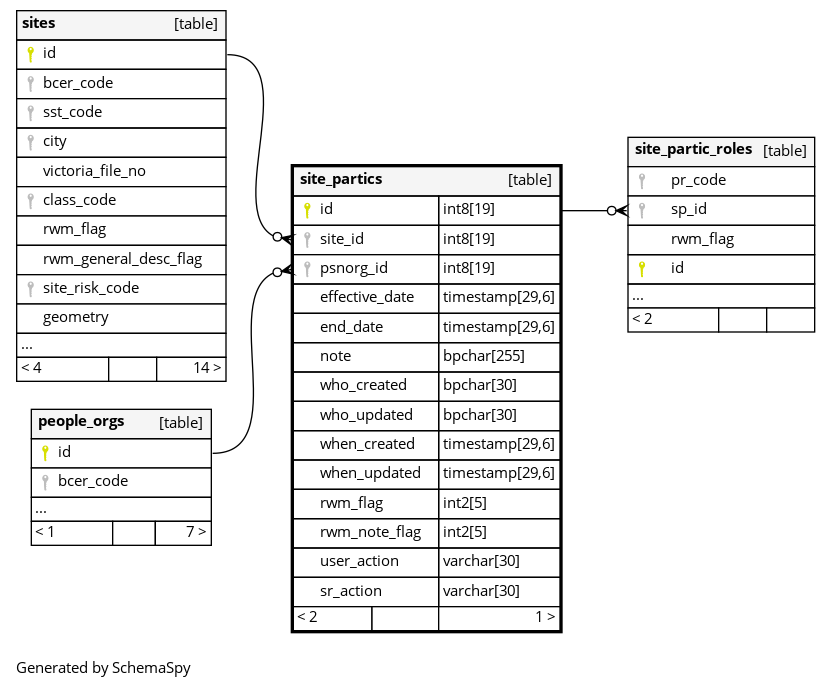 sites [table]
id
bcer_code
sst_code
city
victoria_file_no
class_code
rwm_flag
rwm_general_desc_flag
site_risk_code
geometry
...
< 4 14 >
people_orgs [table]
id
bcer_code
...
< 1 7 >
site_partics [table]
id int8[19]
site_id int8[19]
psnorg_id int8[19]
effective_date timestamp[29,6]
end_date timestamp[29,6]
note bpchar[255]
who_created bpchar[30]
who_updated bpchar[30]
when_created timestamp[29,6]
when_updated timestamp[29,6]
rwm_flag int2[5]
rwm_note_flag int2[5]
user_action varchar[30]
sr_action varchar[30]
< 2 1 >
site_partic_roles [table]
pr_code
sp_id
rwm_flag
id
...
< 2
Generated by SchemaSpy